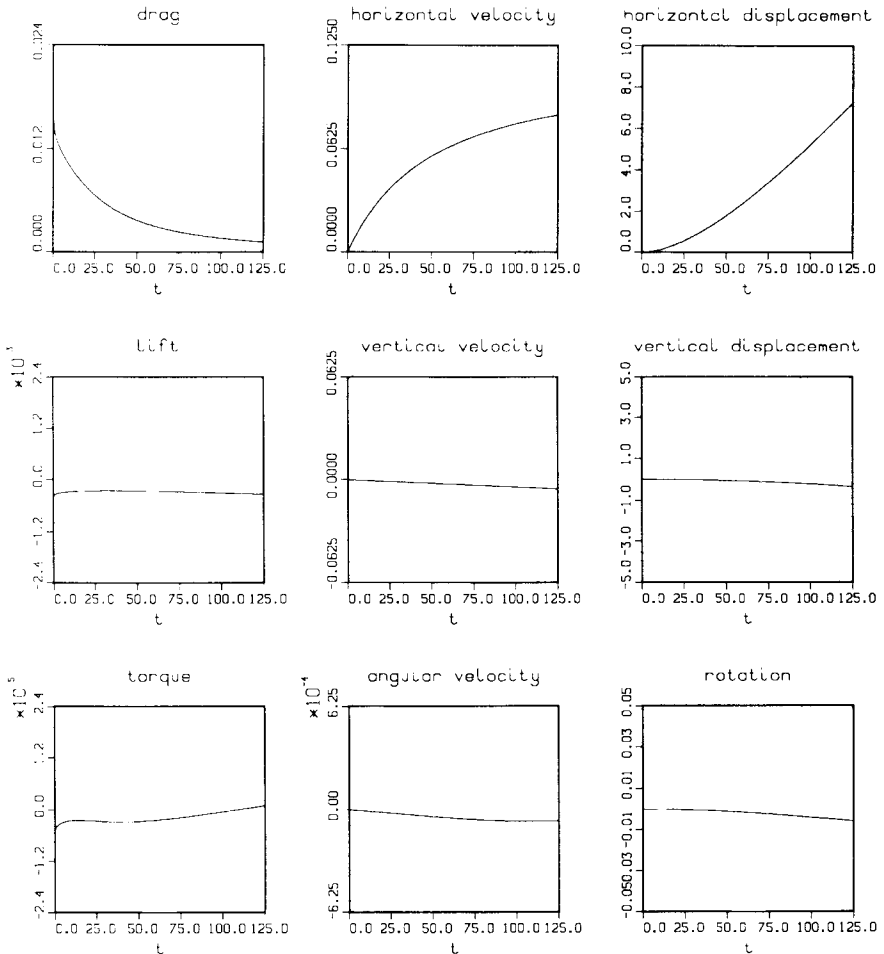 drag
0.024
0.012
0.000
0.0 25.0 50.0 75.0 100.0 125.0
t
horizontal velocity
0.1250
0.0625
0.0000
0.0 25.0 50.0 75.0 100.0 125.0
t
horizontal displacement
10.0
8.0
6.0
4.0
2.0
0.0
0.0 25.0 50.0 75.0 100.0 125.0
t
lift
2.4
1.2
0.0
-1.2
-2.4
0.0 25.0 50.0 75.0 100.0 125.0
t
vertical velocity
0.0625
0.0000
-0.0625
0.0 25.0 50.0 75.0 100.0 125.0
t
vertical displacement
5.0
3.0
1.0
-1.0
-3.0
-5.0
0.0 25.0 50.0 75.0 100.0 125.0
t
torque
×10⁻⁵
2.4
1.2
0.0
-1.2
-2.4
0.0 25.0 50.0 75.0 100.0 125.0
t
angular velocity
×10⁻⁴
6.25
0.00
-6.25
0.0 25.0 50.0 75.0 100.0 125.0
t
rotation
0.05
0.03
0.01
-0.01
-0.03
-0.05
0.0 25.0 50.0 75.0 100.0 125.0
t